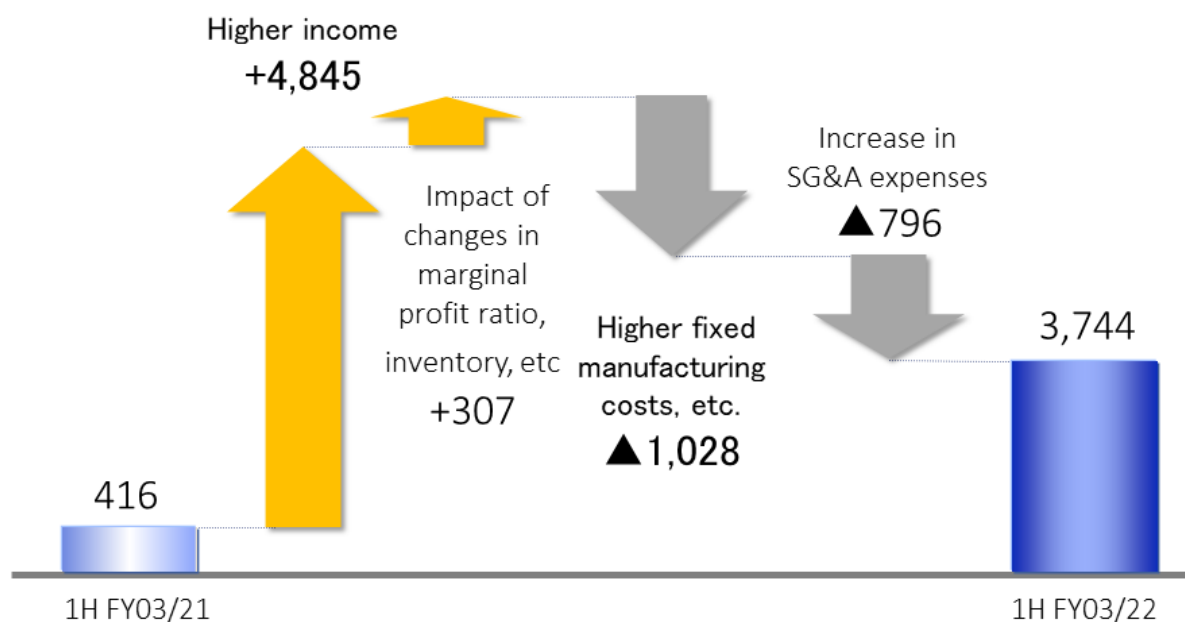 Higher income
+4,845
Impact of
changes in
marginal
profit ratio,
inventory, etc
+307
Higher fixed
manufacturing
costs, etc.
▲1,028
Increase in
SG&A expenses
▲796
416
3,744
1H FY03/21
1H FY03/22